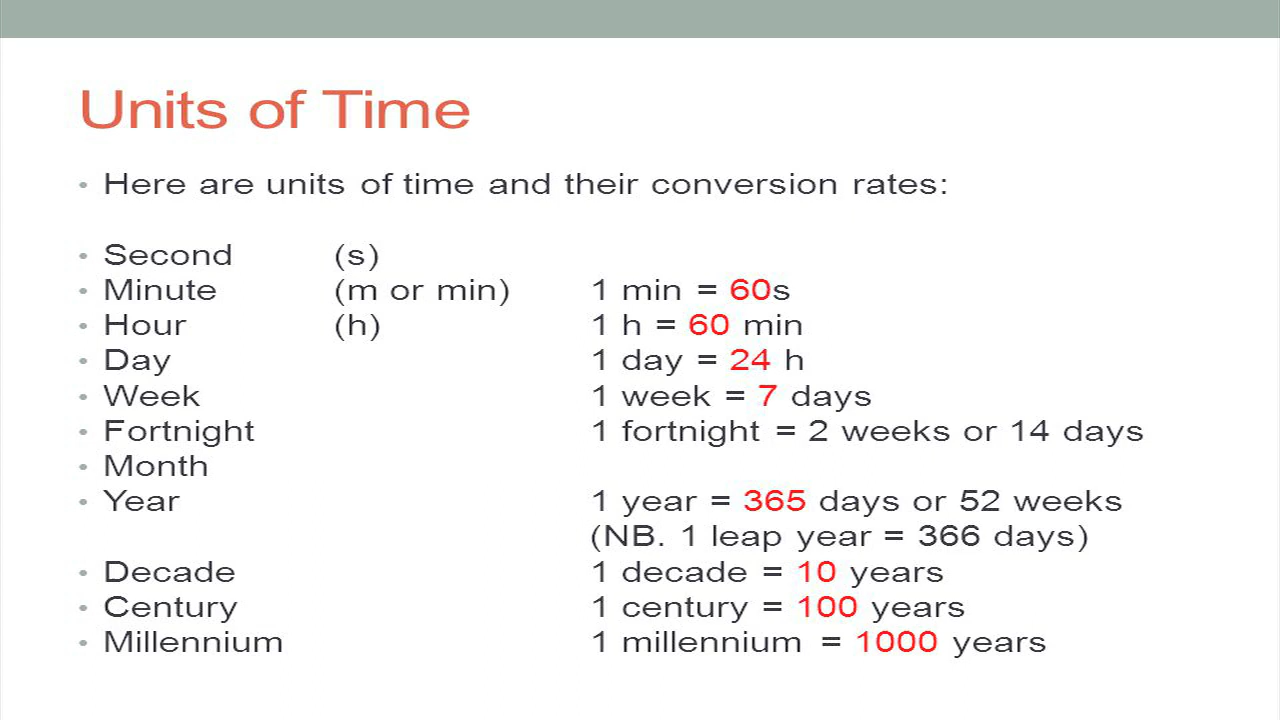 Units of Time
• Here are units of time and their conversion rates:
• Second (s)
• Minute (m or min) 1 min = 60s
• Hour (h) 1 h = 60 min
• Day 1 day = 24 h
• Week 1 week = 7 days
• Fortnight 1 fortnight = 2 weeks or 14 days
• Month
• Year 1 year = 365 days or 52 weeks
(NB. 1 leap year = 366 days)
• Decade 1 decade = 10 years
• Century 1 century = 100 years
• Millennium 1 millennium = 1000 years